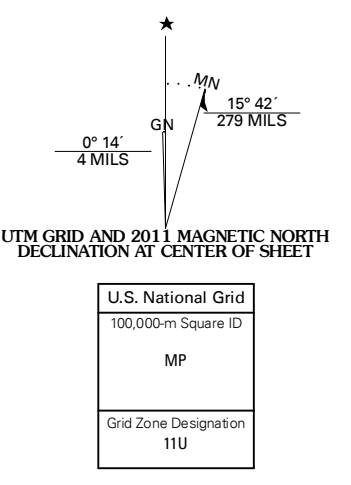 ★
MN
15° 42´
279 MILS
GN
0° 14´
4 MILS
UTM GRID AND 2011 MAGNETIC NORTH
DECLINATION AT CENTER OF SHEET
U.S. National Grid
100,000-m Square ID
MP
Grid Zone Designation
11U